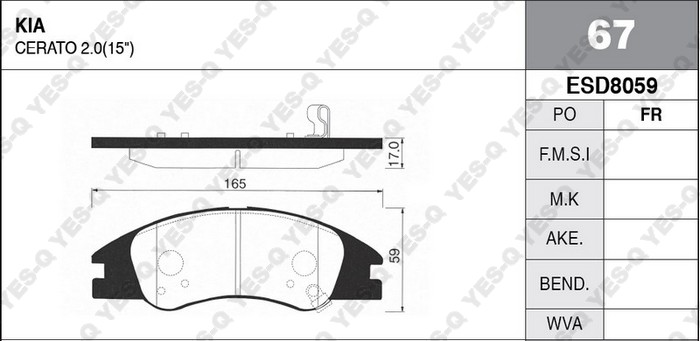 KIA
CERATO 2.0(15")
67
ESD8059
PO FR
F.M.S.I
M.K
AKE.
BEND.
WVA
17.0
165
59
YES-Q YES-Q YES-Q YES-Q YES-Q